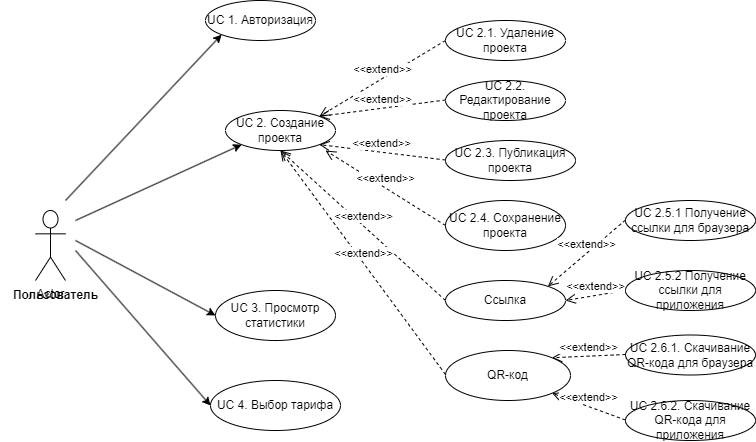 UC 1. Авторизация
UC 2.1. Удаление
проекта
<<extend>>
UC 2.2.
Редактирование
проекта
<<extend>>
UC 2. Создание
проекта
<<extend>>
UC 2.3. Публикация
проекта
<<extend>>
UC 2.4. Сохранение
проекта
<<extend>>
UC 2.5.1 Получение
ссылки для браузера
<<extend>>
<<extend>>
Actor
Пользователь
UC 3. Просмотр
статистики
Ссылка
<<extend>>
UC 2.5.2 Получение
ссылки для
приложения
<<extend>>
UC 2.6.1. Скачивание
QR-кода для браузера
QR-код
<<extend>>
UC 2.6.2. Скачивание
QR-кода для
приложения
UC 4. Выбор тарифа